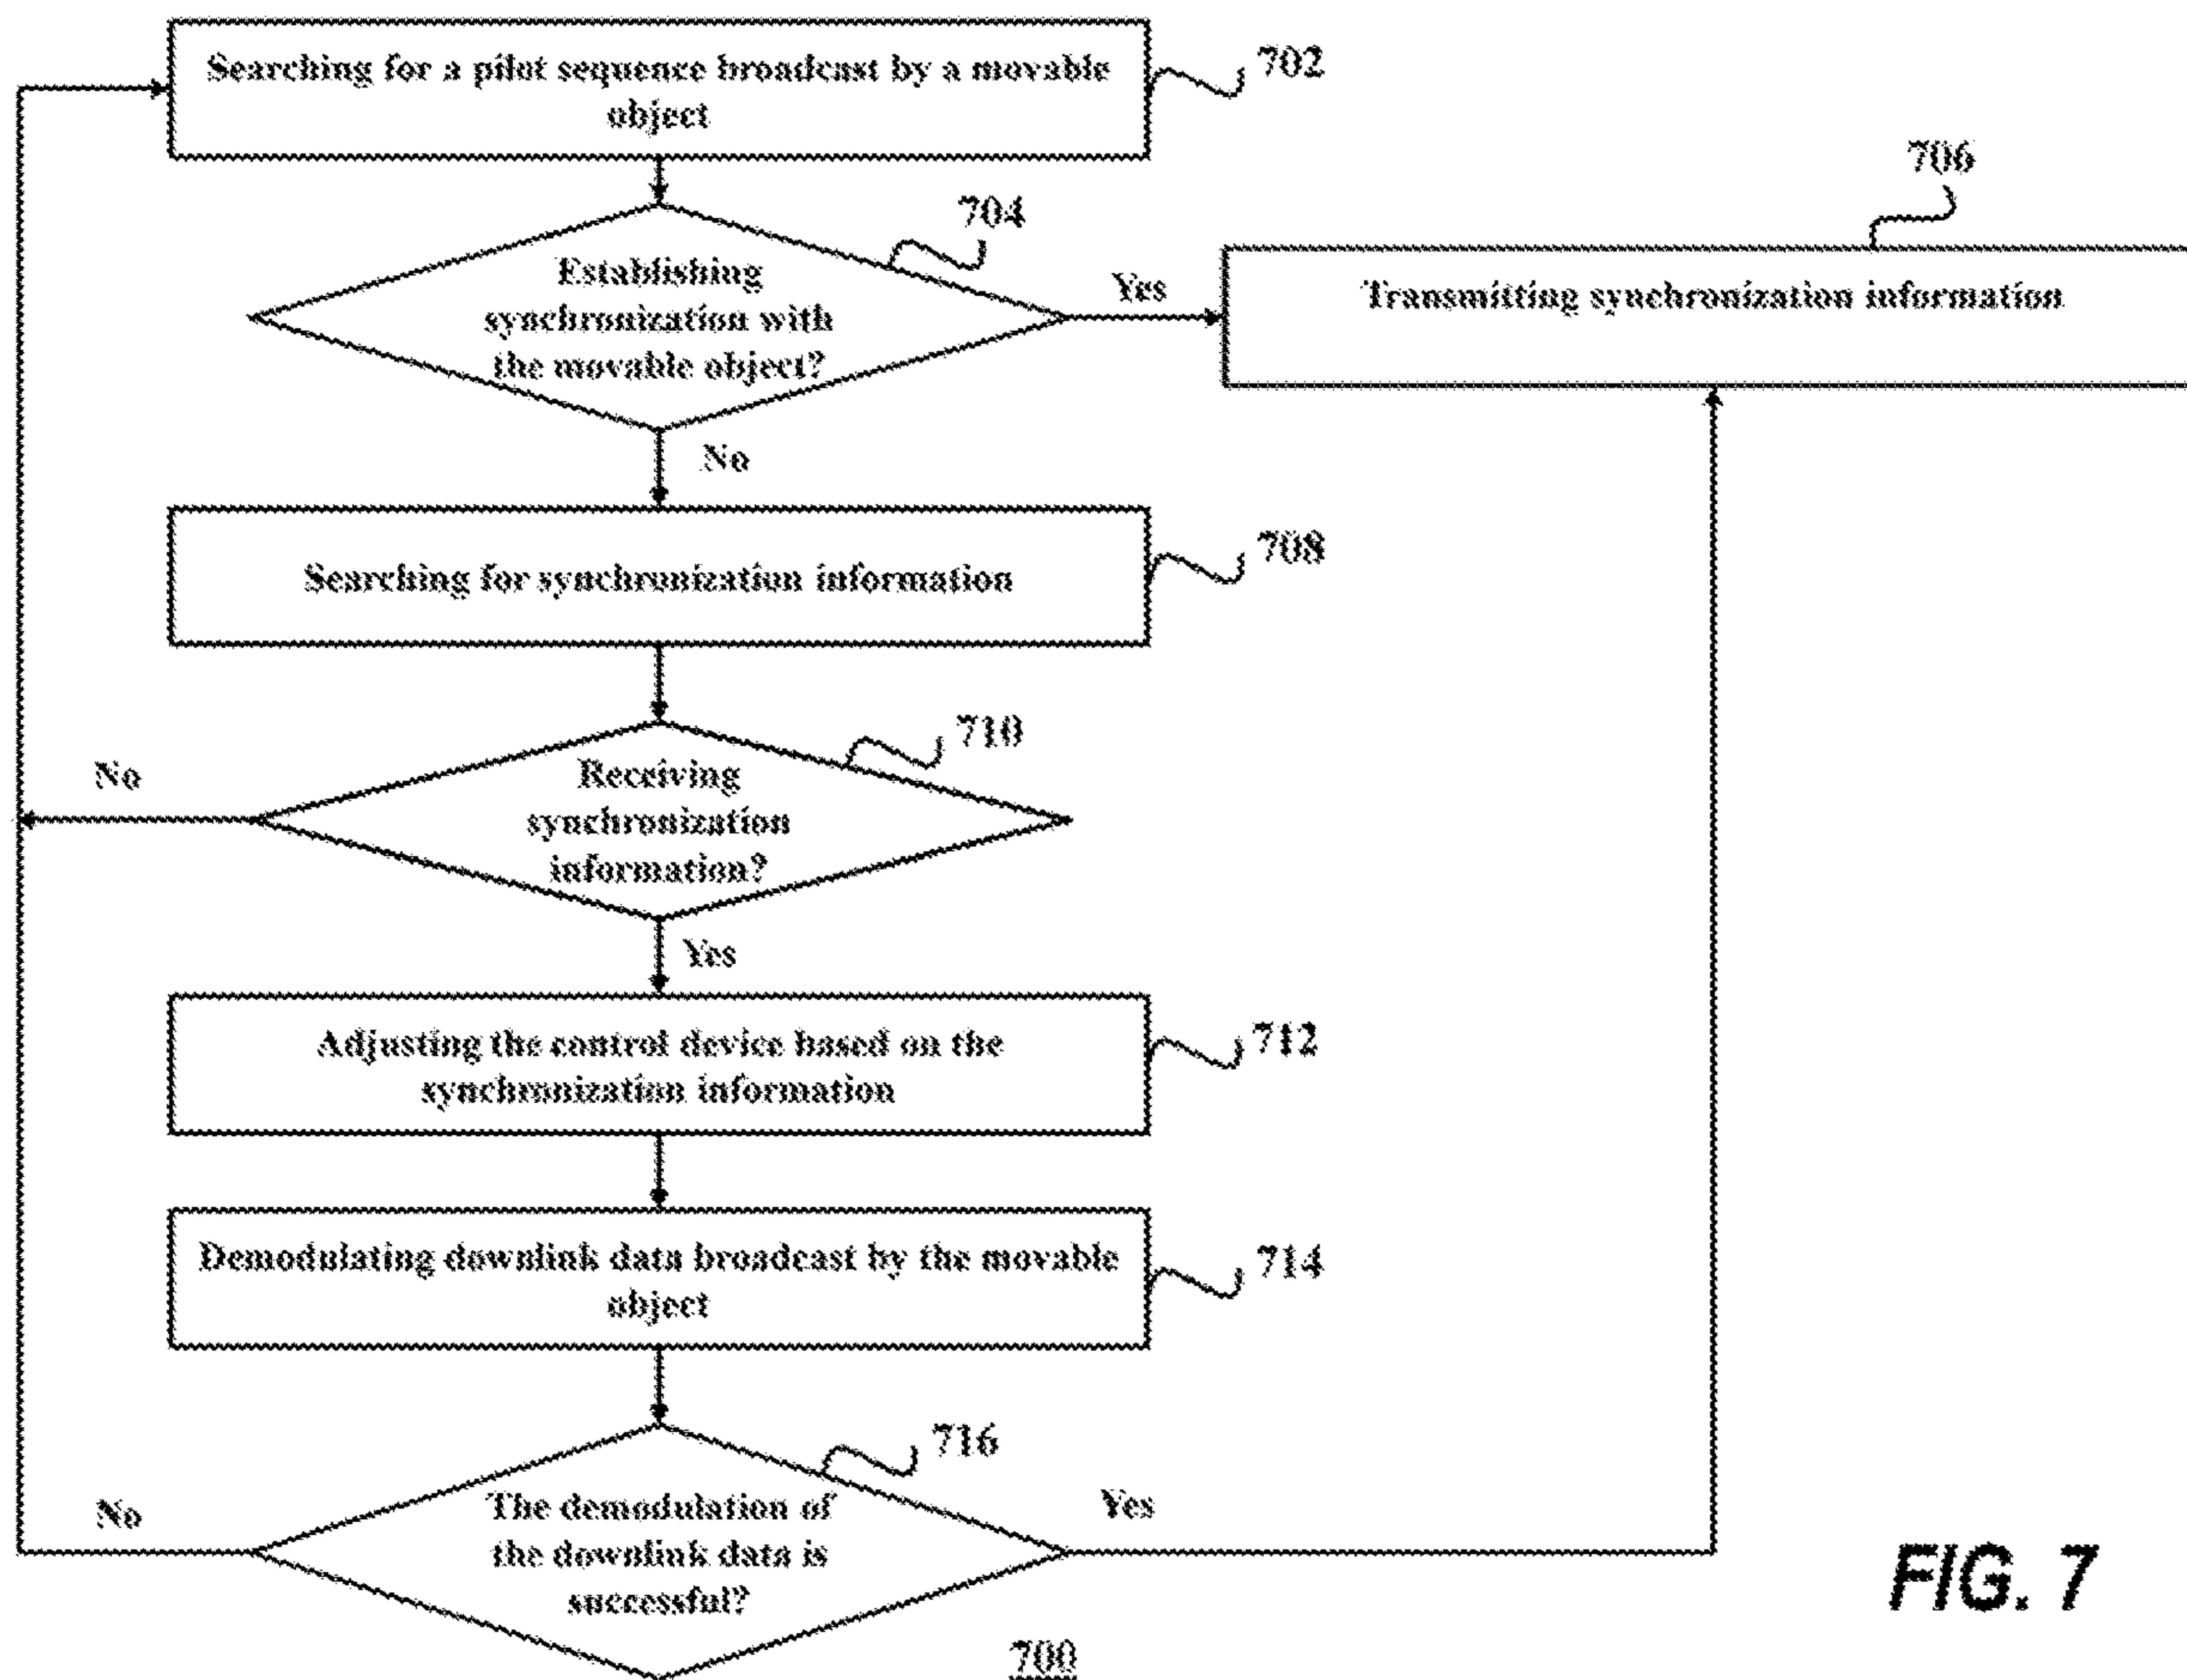 Searching for a pilot sequence broadcast by a movable
object
702
706
704
Establishing
synchronization with
the movable object?
Yes
Transmitting synchronization information
No
708
Searching for synchronization information
710
No
Receiving
synchronization
information?
Yes
712
Adjusting the control device based on the
synchronization information
714
Demodulating downlink data broadcast by the movable
object
716
No
The demodulation of
the downlink data is
successful?
Yes
FIG. 7
700